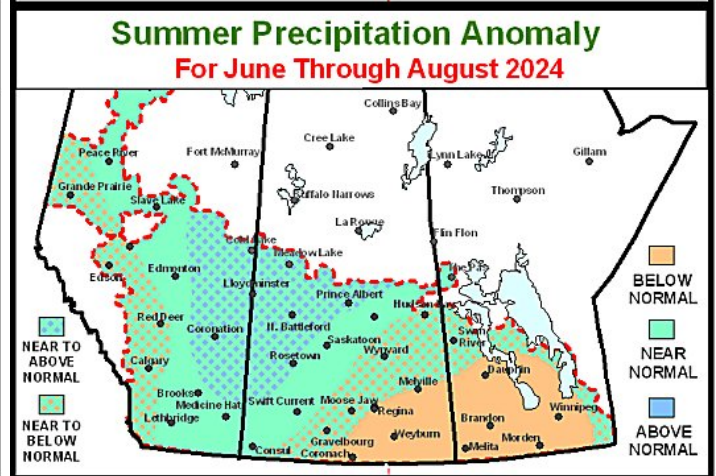 Summer Precipitation Anomaly
For June Through August 2024
Collins Bay
Cree Lake
Peace River
Fort McMurray
Lynn Lake
Gillam
Grande Prairie
Buffalo Narrows
Thompson
Slave Lake
La Ronge
Flin Flon
Cold Lake
Meadow Lake
The Pas
Edson
Edmonton
Lloydminster
Prince Albert
Hudson Bay
BELOW
NORMAL
Red Deer
Coronation
N. Battleford
Saskatoon
Swan
River
NEAR TO
ABOVE
NORMAL
Rosetown
Wynyard
NEAR
NORMAL
Calgary
Dauphin
Melville
Brooks
Medicine Hat
Swift Current
Moose Jaw
Regina
Winnipeg
Lethbridge
Brandon
NEAR TO
BELOW
NORMAL
Gravelbourg
Weyburn
Morden
ABOVE
NORMAL
Consul
Coronach
Melita